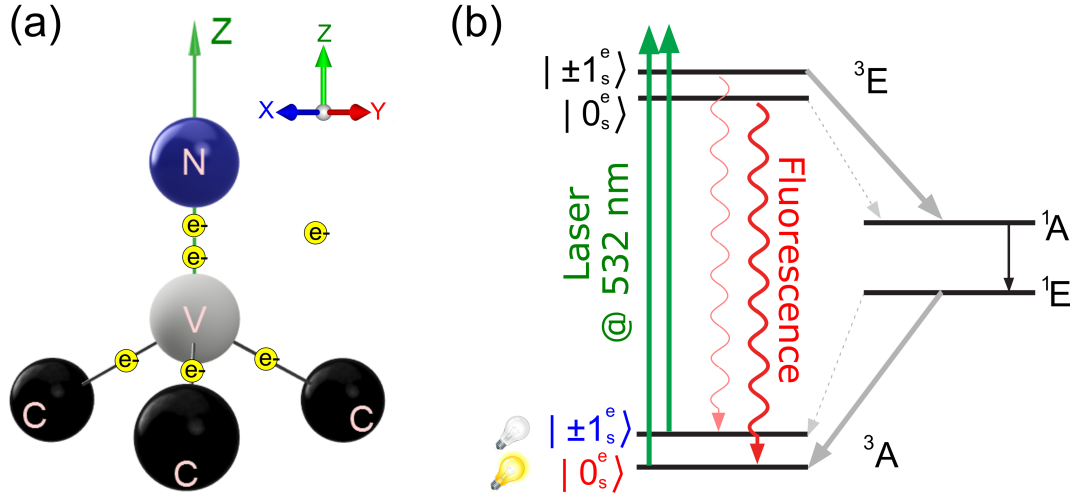 (a)
Z
Z
X
Y
N
e-
e-
e-
V
e-
e-
e-
C
C
C
(b)
| ±1ₛᵉ⟩
³E
| 0ₛᵉ⟩
Laser
@ 532 nm
Fluorescence
¹A
¹E
| ±1ₛᵉ⟩
³A
| 0ₛᵉ⟩